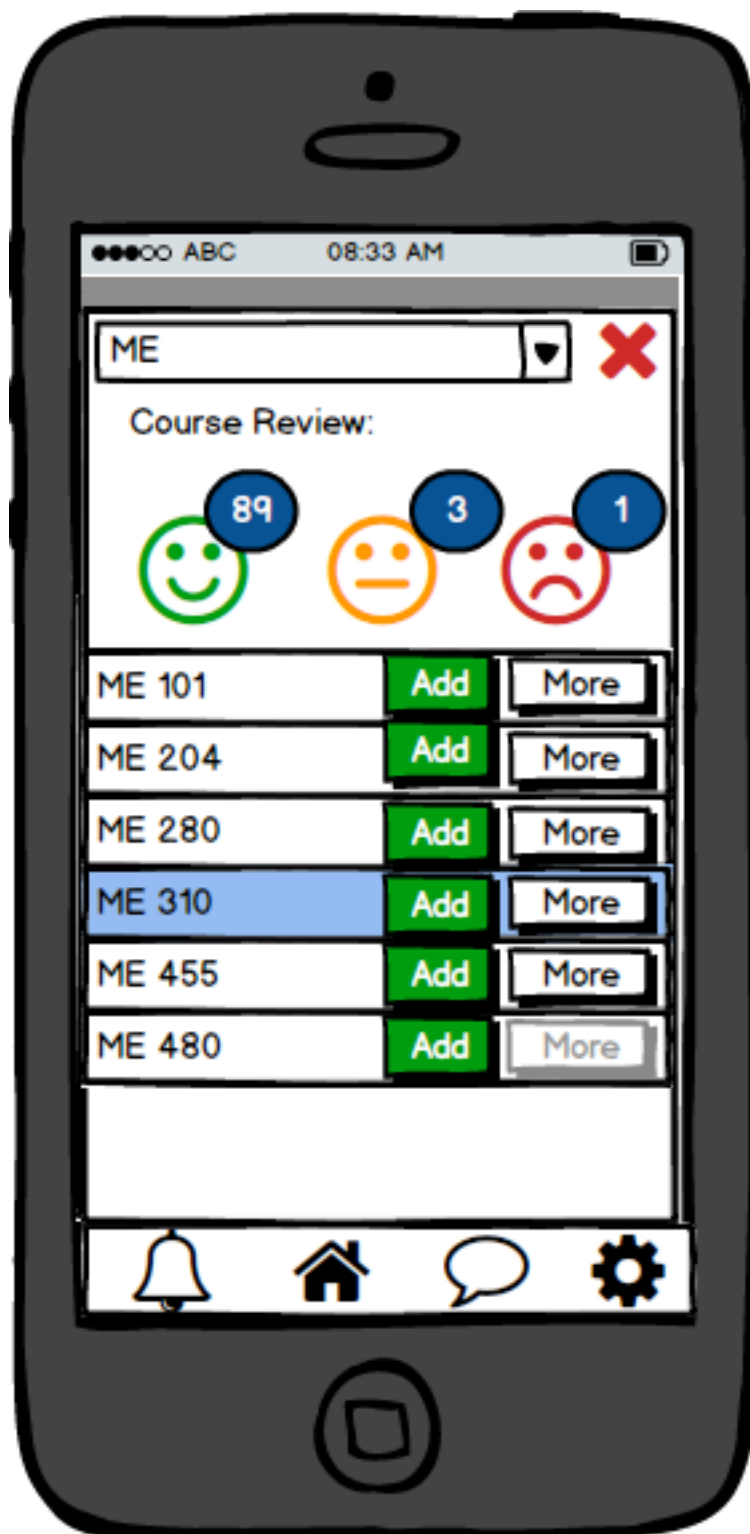 ABC 08:33 AM
ME
Course Review:
89 3 1
ME 101 Add More
ME 204 Add More
ME 280 Add More
ME 310 Add More
ME 455 Add More
ME 480 Add More